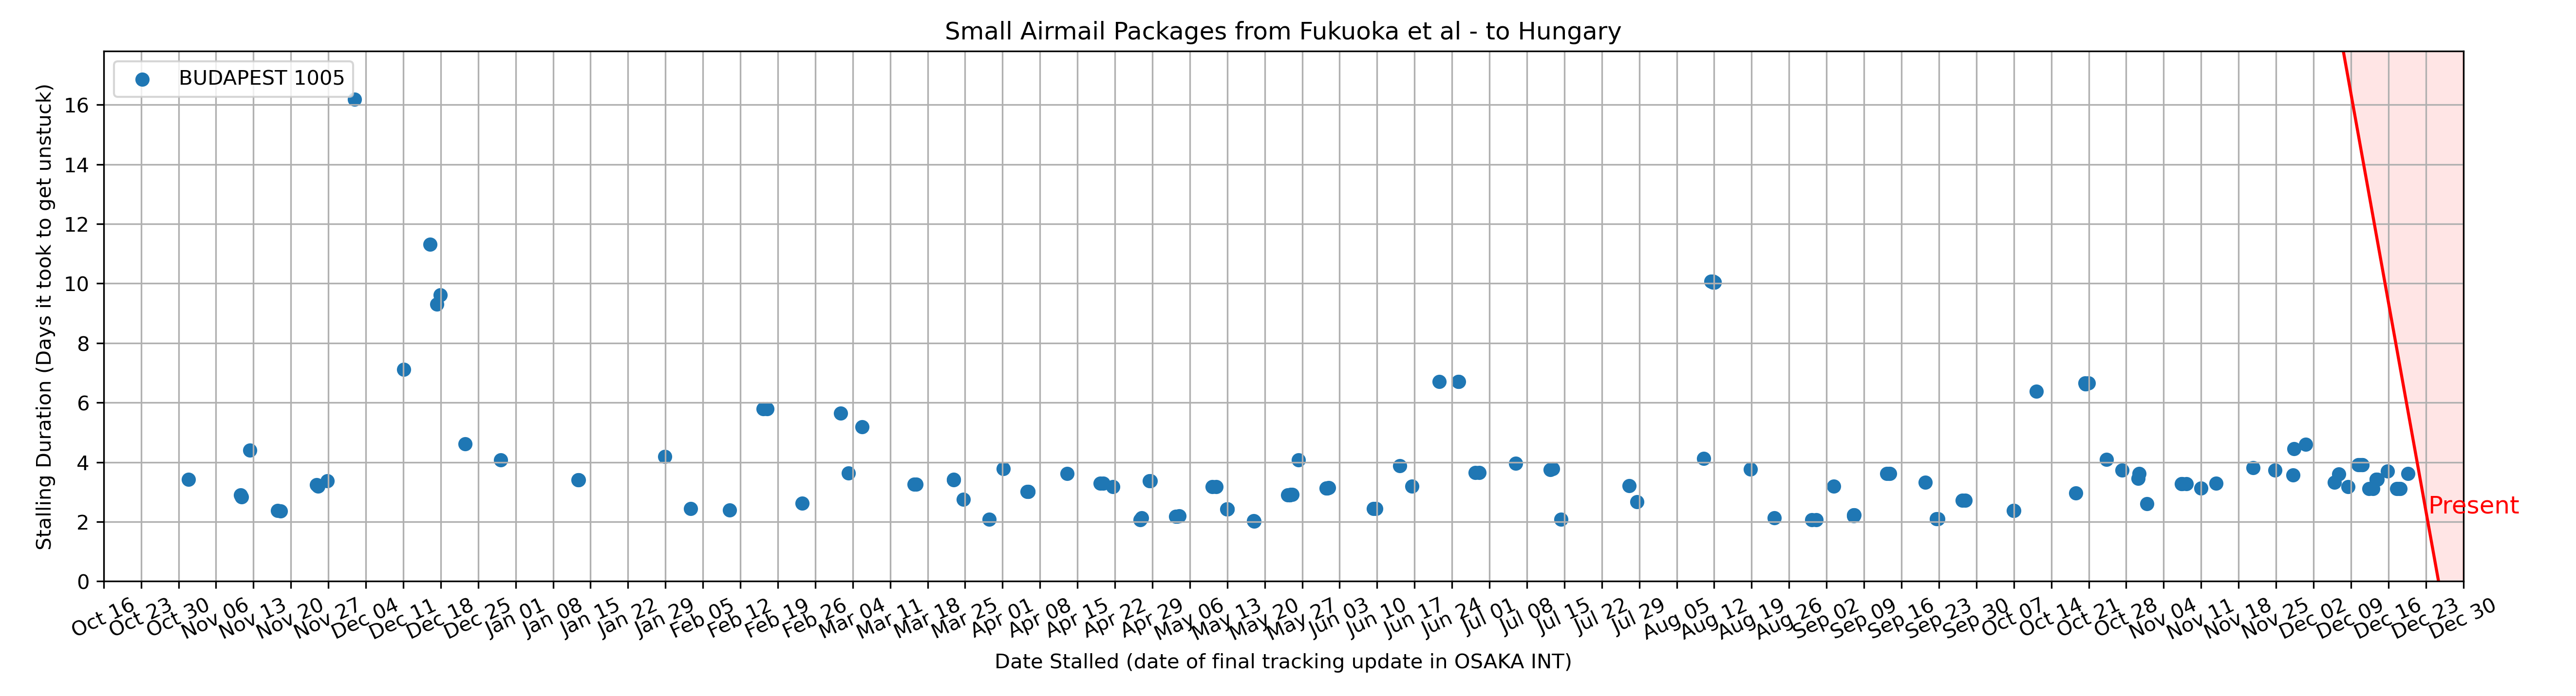 Small Airmail Packages from Fukuoka et al - to Hungary
BUDAPEST 1005
Stalling Duration (Days it took to get unstuck)
16
14
12
10
8
6
4
2
0
Present
Oct 16 Oct 23 Oct 30 Nov 06 Nov 13 Nov 20 Nov 27 Dec 04 Dec 11 Dec 18 Dec 25 Jan 01 Jan 08 Jan 15 Jan 22 Jan 29 Feb 05 Feb 12 Feb 19 Feb 26 Mar 04 Mar 11 Mar 18 Mar 25 Apr 01 Apr 08 Apr 15 Apr 22 Apr 29 May 06 May 13 May 20 May 27 Jun 03 Jun 10 Jun 17 Jun 24 Jul 01 Jul 08 Jul 15 Jul 22 Jul 29 Aug 05 Aug 12 Aug 19 Aug 26 Sep 02 Sep 09 Sep 16 Sep 23 Sep 30 Oct 07 Oct 14 Oct 21 Oct 28 Nov 04 Nov 11 Nov 18 Nov 25 Dec 02 Dec 09 Dec 16 Dec 23 Dec 30
Date Stalled (date of final tracking update in OSAKA INT)